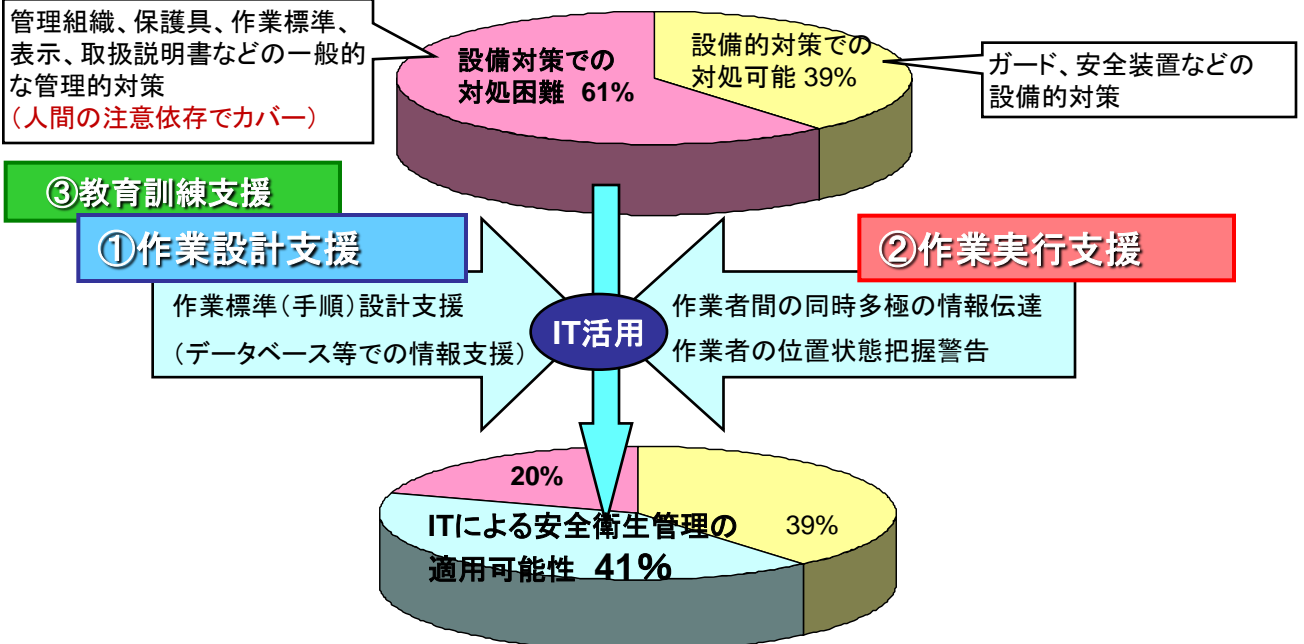 管理組織、保護具、作業標準、
表示、取扱説明書などの一般的
な管理的対策
（人間の注意依存でカバー）
設備対策での
対処困難 61%
設備的対策での
対処可能 39%
ガード、安全装置などの
設備的対策
③教育訓練支援
①作業設計支援
②作業実行支援
作業標準（手順）設計支援
（データベース等での情報支援）
IT活用
作業者間の同時多極の情報伝達
作業者の位置状態把握警告
20%
39%
ITによる安全衛生管理の
適用可能性 41%